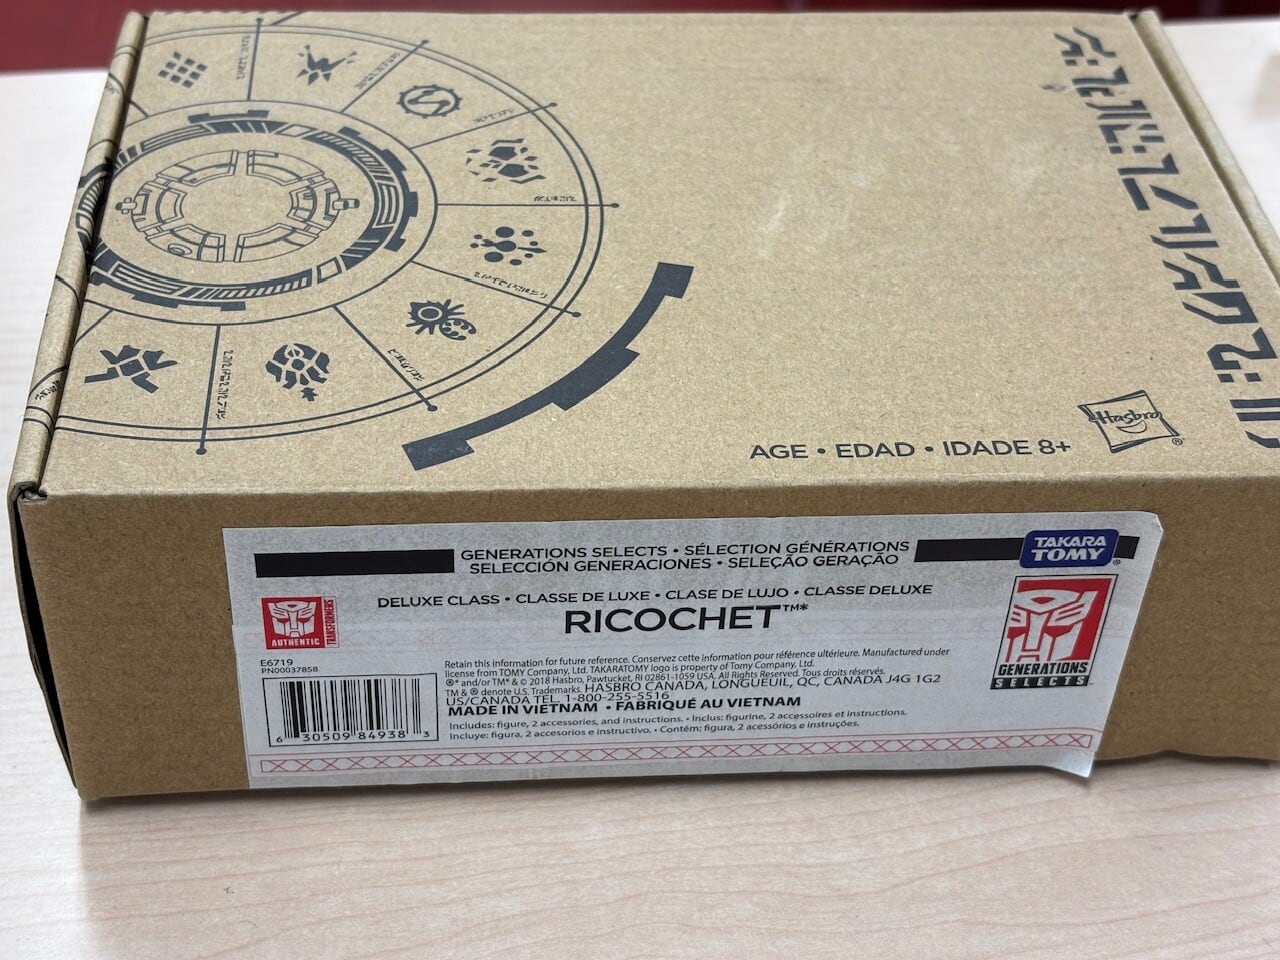 Hasbro
®
AGE • EDAD • IDADE 8+
GENERATIONS SELECTS • SÉLECTION GÉNÉRATIONS
SELECCIÓN GENERACIONES • SELEÇÃO GERAÇÃO
TAKARA
TOMY®
DELUXE CLASS • CLASSE DE LUXE • CLASE DE LUJO • CLASSE DELUXE
RICOCHET™*
AUTHENTIC
TRANSFORMERS
GENERATIONS
SELECTS
E6719
PN00037858
Retain this information for future reference. Conservez cette information pour référence ultérieure. Manufactured under
license from TOMY Company, Ltd. TAKARATOMY logo is property of Tomy Company, Ltd.
®* and/or TM* & © 2018 Hasbro, Pawtucket, RI 02861-1059 USA. All Rights Reserved. Tous droits réservés.
TM & ® denote U.S. Trademarks. HASBRO CANADA, LONGUEUIL, QC, CANADA J4G 1G2
US/CANADA TEL. 1-800-255-5516
MADE IN VIETNAM • FABRIQUÉ AU VIETNAM
Includes: figure, 2 accessories, and instructions. • Inclus: figurine, 2 accessoires et instructions.
Incluye: figura, 2 accesorios e instructivo. • Contém: figura, 2 acessórios e instruções.
6 30509 84938 3